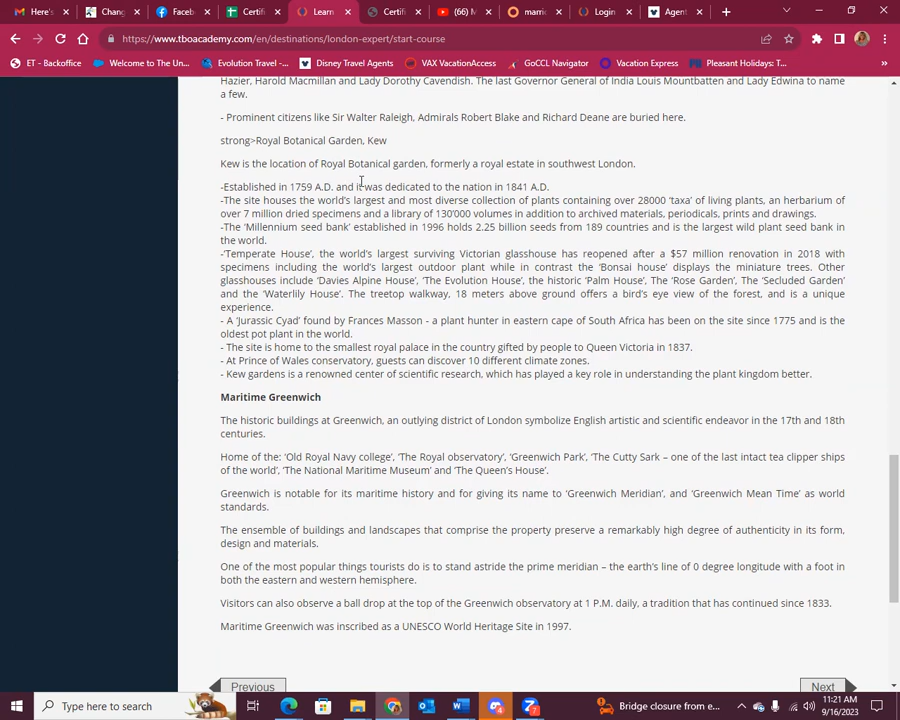 Here's
Chang
Faceb
Certifi
Learn
Certifi
(66) M
marri
Login
Agent
https://www.tboacademy.com/en/destinations/london-expert/start-course
ET - Backoffice
Welcome to The Un...
Evolution Travel -...
Disney Travel Agents
VAX VacationAccess
GoCCL Navigator
Vacation Express
Pleasant Holidays: T...
Hazier, Harold Macmillan and Lady Dorothy Cavendish. The last Governor General of India Louis Mountbatten and Lady Edwina to name
a few.
- Prominent citizens like Sir Walter Raleigh, Admirals Robert Blake and Richard Deane are buried here.
strong>Royal Botanical Garden, Kew
Kew is the location of Royal Botanical garden, formerly a royal estate in southwest London.
-Established in 1759 A.D. and it was dedicated to the nation in 1841 A.D.
-The site houses the world's largest and most diverse collection of plants containing over 28000 'taxa' of living plants, an herbarium of
over 7 million dried specimens and a library of 130'000 volumes in addition to archived materials, periodicals, prints and drawings.
-The 'Millennium seed bank' established in 1996 holds 2.25 billion seeds from 189 countries and is the largest wild plant seed bank in
the world.
-'Temperate House', the world's largest surviving Victorian glasshouse has reopened after a $57 million renovation in 2018 with
specimens including the world's largest outdoor plant while in contrast the 'Bonsai house' displays the miniature trees. Other
glasshouses include 'Davies Alpine House', 'The Evolution House', the historic 'Palm House', The 'Rose Garden', The 'Secluded Garden'
and the 'Waterlily House'. The treetop walkway, 18 meters above ground offers a bird's eye view of the forest, and is a unique
experience.
- A 'Jurassic Cyad' found by Frances Masson - a plant hunter in eastern cape of South Africa has been on the site since 1775 and is the
oldest pot plant in the world.
- The site is home to the smallest royal palace in the country gifted by people to Queen Victoria in 1837.
- At Prince of Wales conservatory, guests can discover 10 different climate zones.
- Kew gardens is a renowned center of scientific research, which has played a key role in understanding the plant kingdom better.
Maritime Greenwich
The historic buildings at Greenwich, an outlying district of London symbolize English artistic and scientific endeavor in the 17th and 18th
centuries.
Home of the: 'Old Royal Navy college', 'The Royal observatory', 'Greenwich Park', 'The Cutty Sark – one of the last intact tea clipper ships
of the world', 'The National Maritime Museum' and 'The Queen's House'.
Greenwich is notable for its maritime history and for giving its name to 'Greenwich Meridian', and 'Greenwich Mean Time' as world
standards.
The ensemble of buildings and landscapes that comprise the property preserve a remarkably high degree of authenticity in its form,
design and materials.
One of the most popular things tourists do is to stand astride the prime meridian – the earth's line of 0 degree longitude with a foot in
both the eastern and western hemisphere.
Visitors can also observe a ball drop at the top of the Greenwich observatory at 1 P.M. daily, a tradition that has continued since 1833.
Maritime Greenwich was inscribed as a UNESCO World Heritage Site in 1997.
Previous
Next
Type here to search
Bridge closure from e...
11:21 AM
9/16/2023